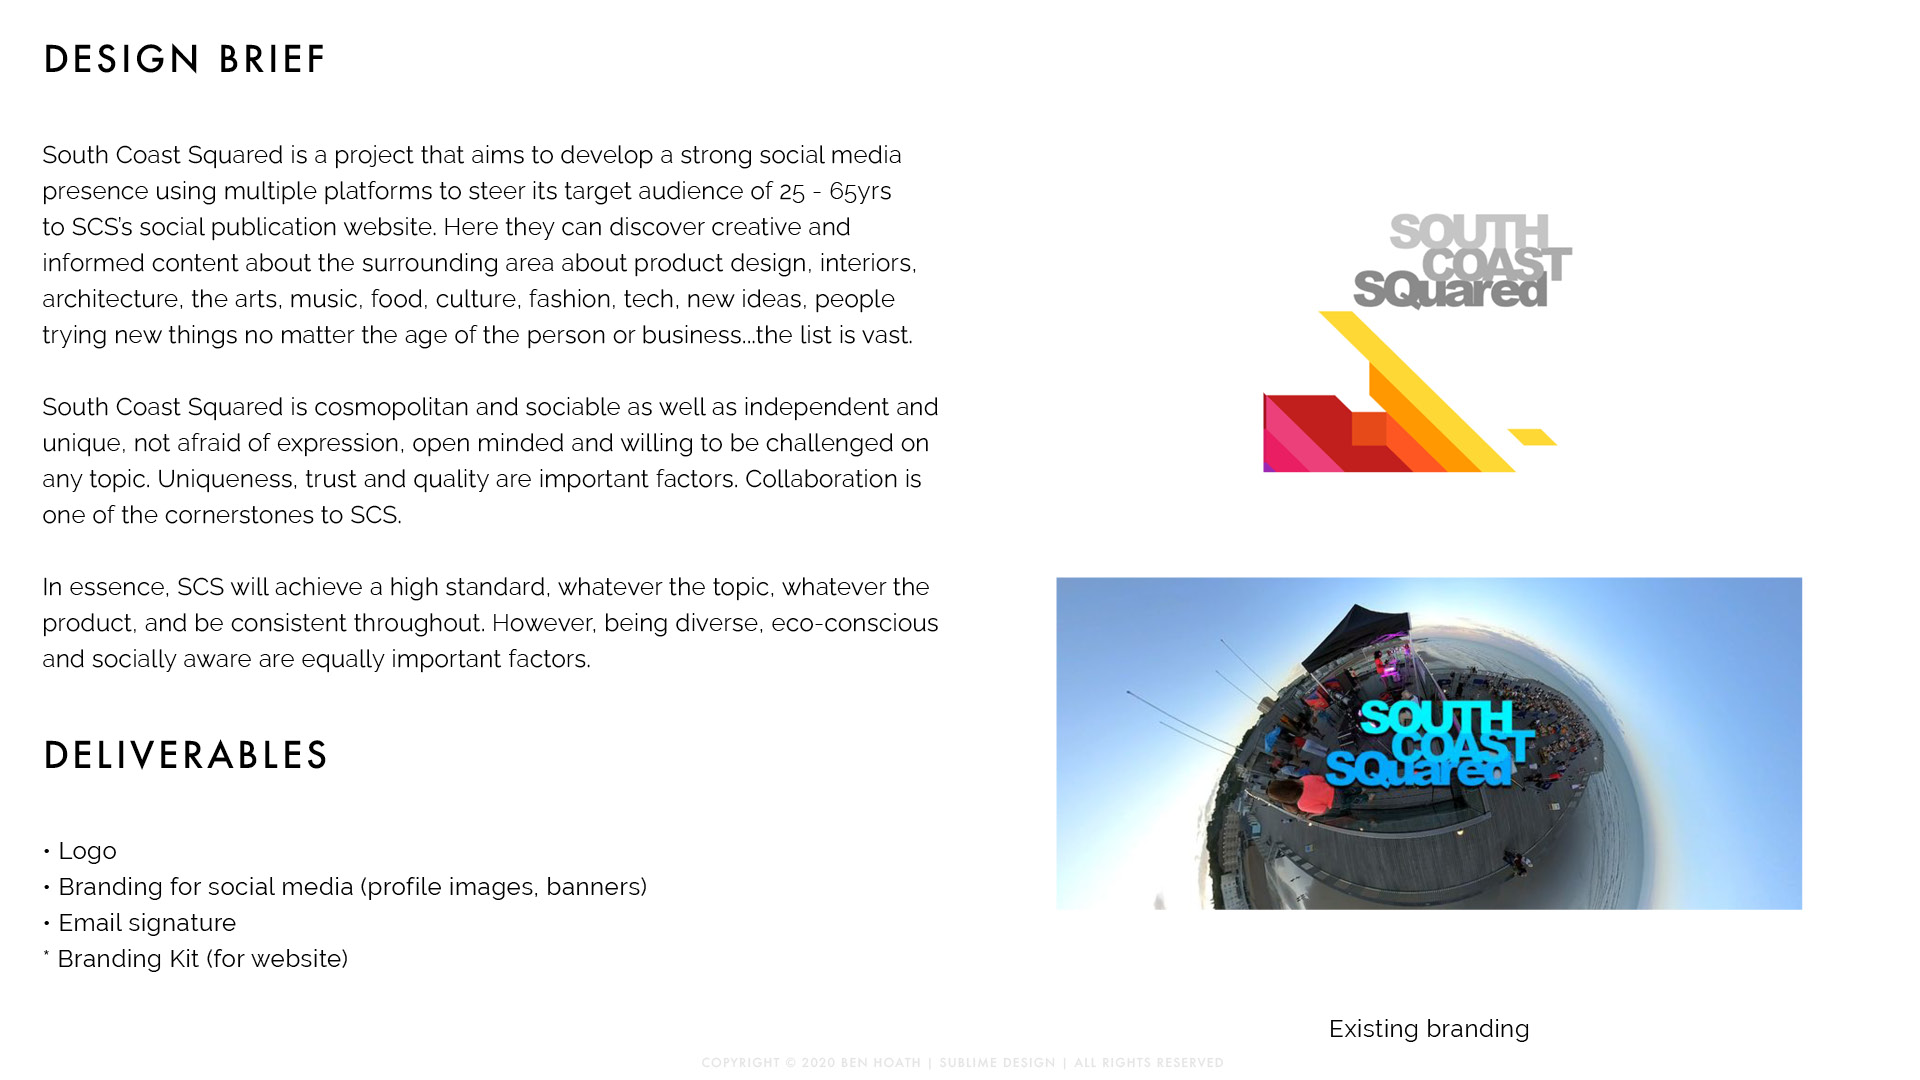 DESIGN BRIEF
South Coast Squared is a project that aims to develop a strong social media
presence using multiple platforms to steer its target audience of 25 - 65yrs
to SCS's social publication website. Here they can discover creative and
informed content about the surrounding area about product design, interiors,
architecture, the arts, music, food, culture, fashion, tech, new ideas, people
trying new things no matter the age of the person or business...the list is vast.
South Coast Squared is cosmopolitan and sociable as well as independent and
unique, not afraid of expression, open minded and willing to be challenged on
any topic. Uniqueness, trust and quality are important factors. Collaboration is
one of the cornerstones to SCS.
In essence, SCS will achieve a high standard, whatever the topic, whatever the
product, and be consistent throughout. However, being diverse, eco-conscious
and socially aware are equally important factors.
DELIVERABLES
• Logo
• Branding for social media (profile images, banners)
• Email signature
* Branding Kit (for website)
SOUTH
COAST
SQuared
SOUTH
COAST
SQuared
Existing branding
COPYRIGHT © 2020 BEN HOATH | SUBLIME DESIGN | ALL RIGHTS RESERVED